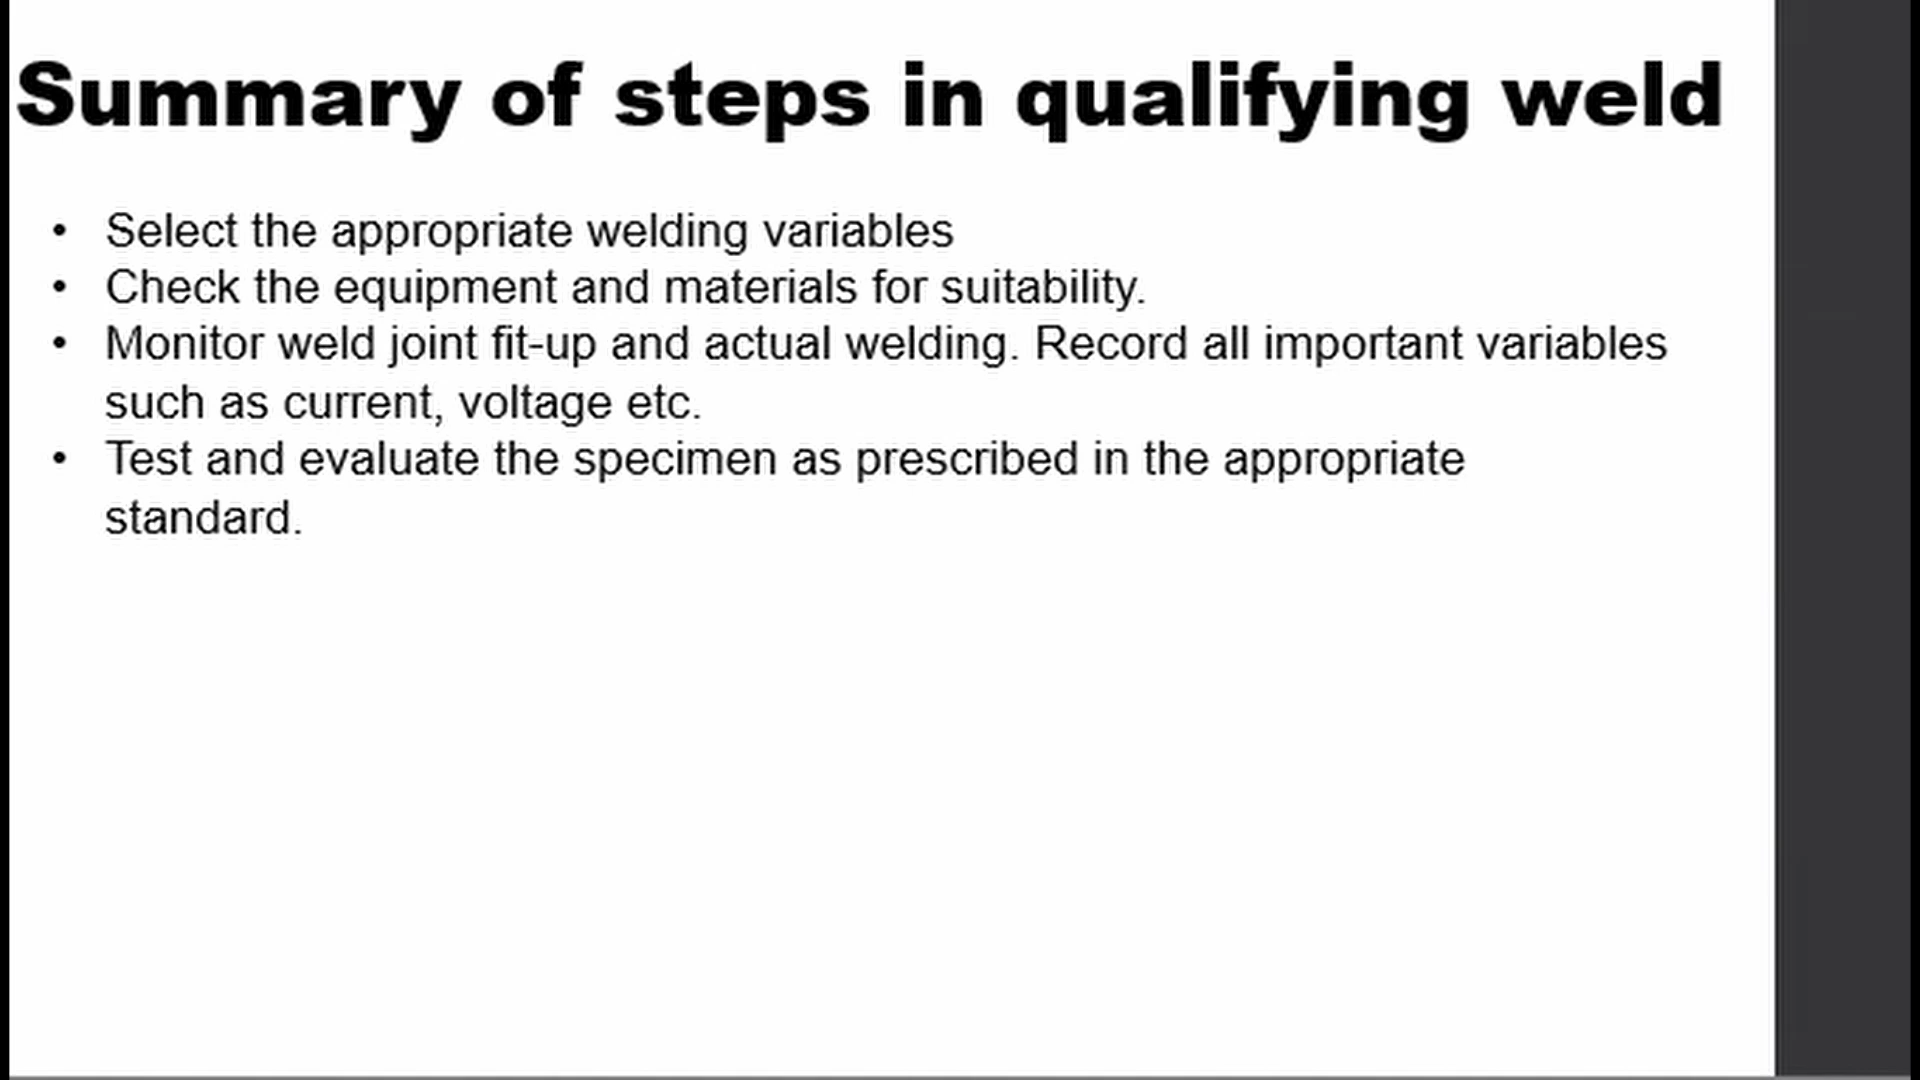 Summary of steps in qualifying weld
• Select the appropriate welding variables
• Check the equipment and materials for suitability.
• Monitor weld joint fit-up and actual welding. Record all important variables
such as current, voltage etc.
• Test and evaluate the specimen as prescribed in the appropriate
standard.